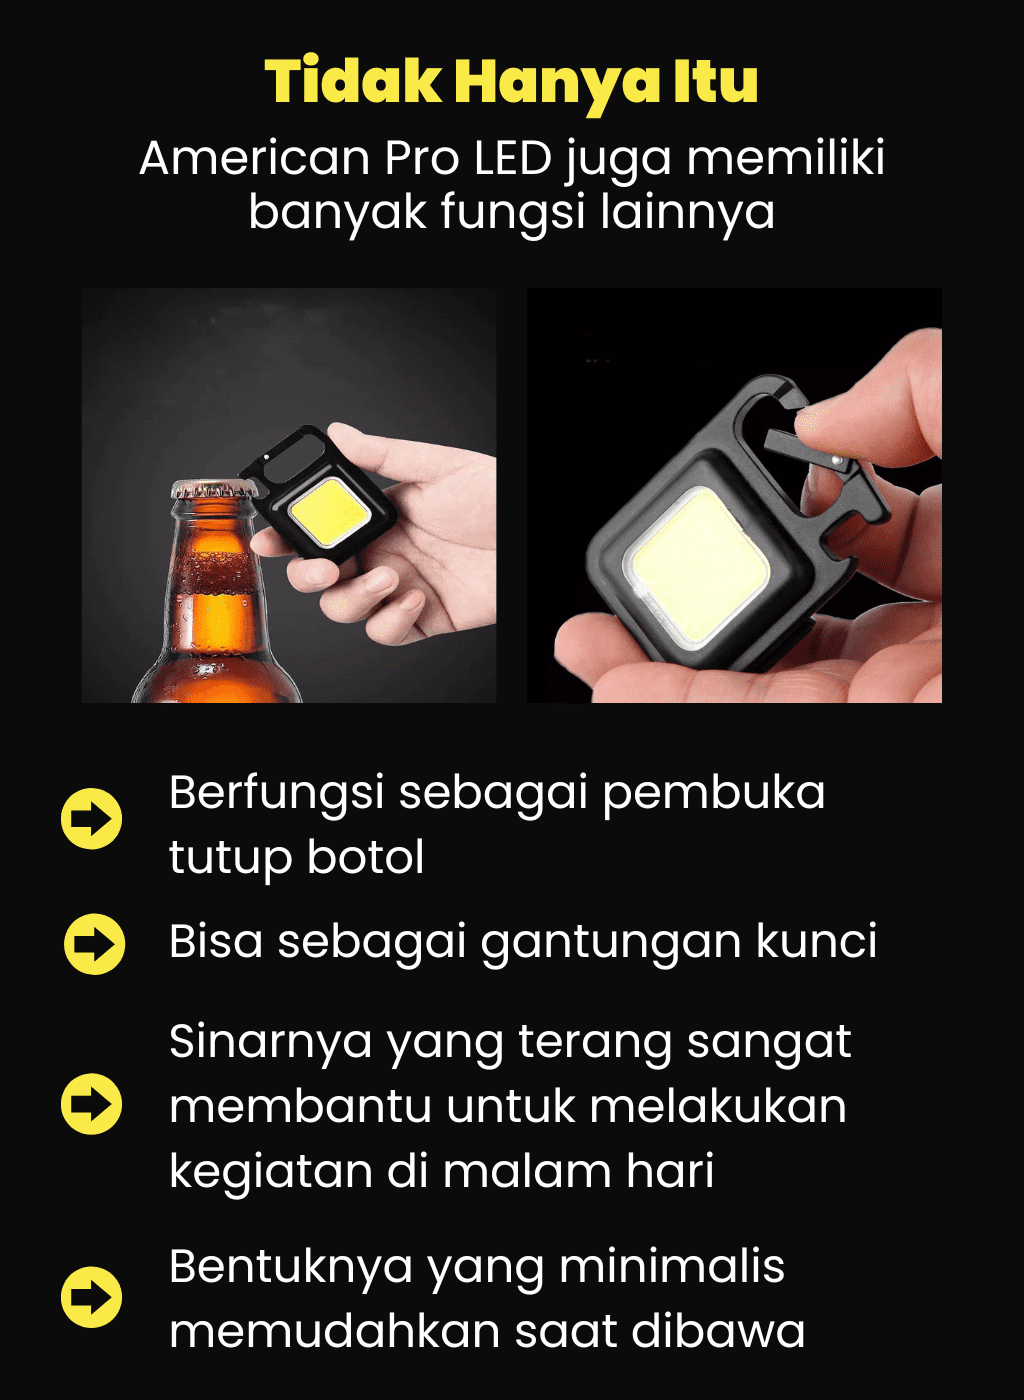 Tidak Hanya Itu
American Pro LED juga memiliki
banyak fungsi lainnya
Berfungsi sebagai pembuka
tutup botol
Bisa sebagai gantungan kunci
Sinarnya yang terang sangat
membantu untuk melakukan
kegiatan di malam hari
Bentuknya yang minimalis
memudahkan saat dibawa